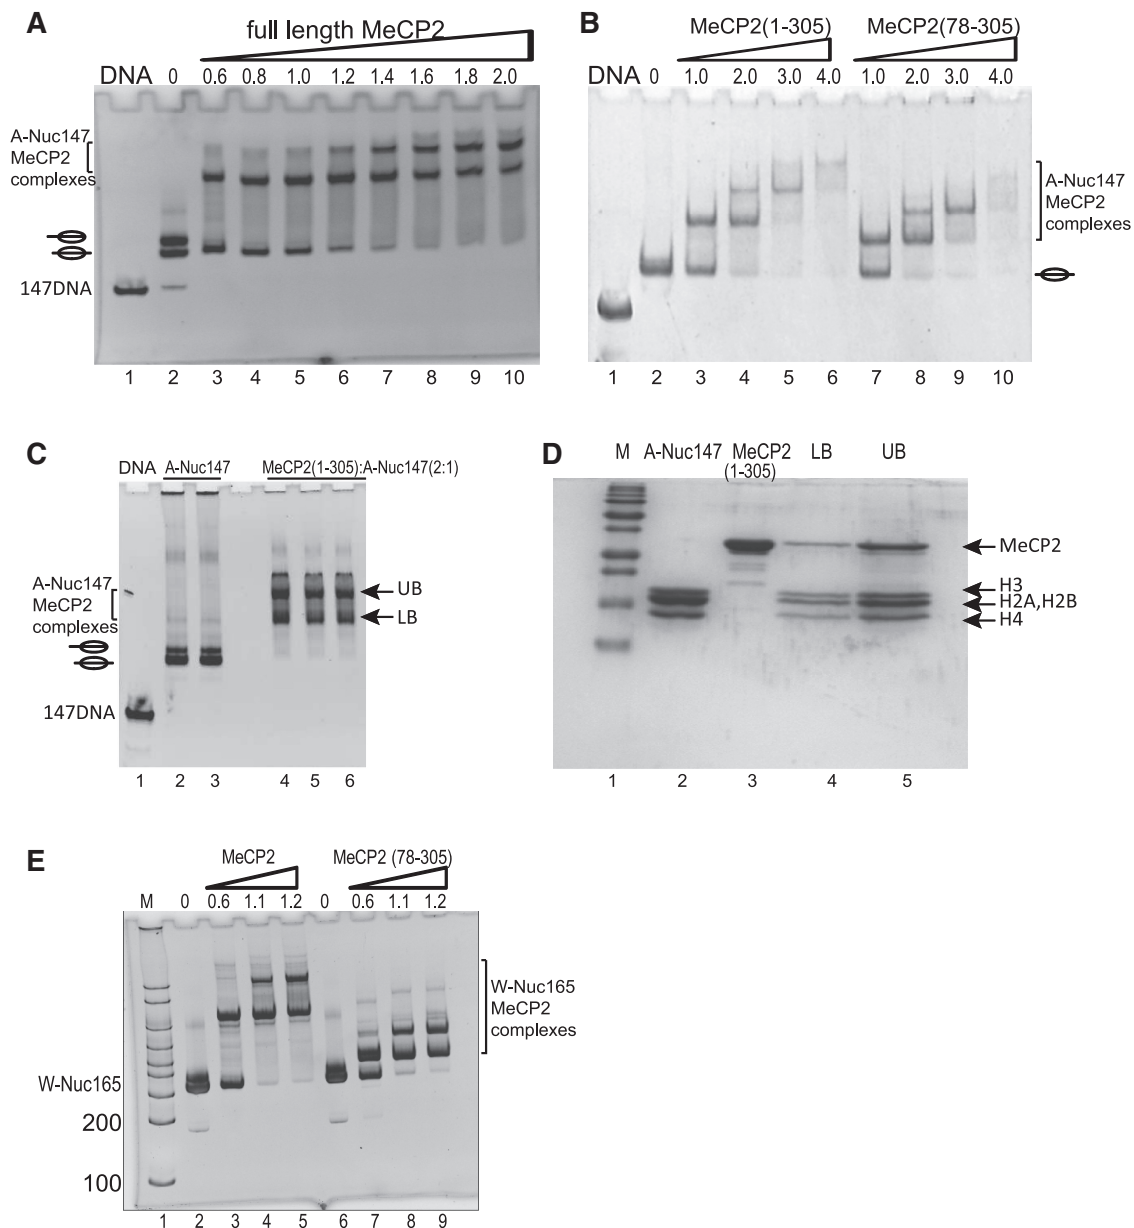 A
full length MeCP2
DNA 0 0.6 0.8 1.0 1.2 1.4 1.6 1.8 2.0
A-Nuc147
MeCP2
complexes
147DNA
1 2 3 4 5 6 7 8 9 10
B
MeCP2(1-305) MeCP2(78-305)
DNA 0 1.0 2.0 3.0 4.0 1.0 2.0 3.0 4.0
A-Nuc147
MeCP2
complexes
1 2 3 4 5 6 7 8 9 10
C
DNA A-Nuc147 MeCP2(1-305):A-Nuc147(2:1)
A-Nuc147
MeCP2
complexes
UB
LB
147DNA
1 2 3 4 5 6
D
M A-Nuc147 MeCP2 LB UB
(1-305)
MeCP2
H3
H2A,H2B
H4
1 2 3 4 5
E
MeCP2 MeCP2 (78-305)
M 0 0.6 1.1 1.2 0 0.6 1.1 1.2
W-Nuc165
MeCP2
complexes
W-Nuc165
200
100
1 2 3 4 5 6 7 8 9